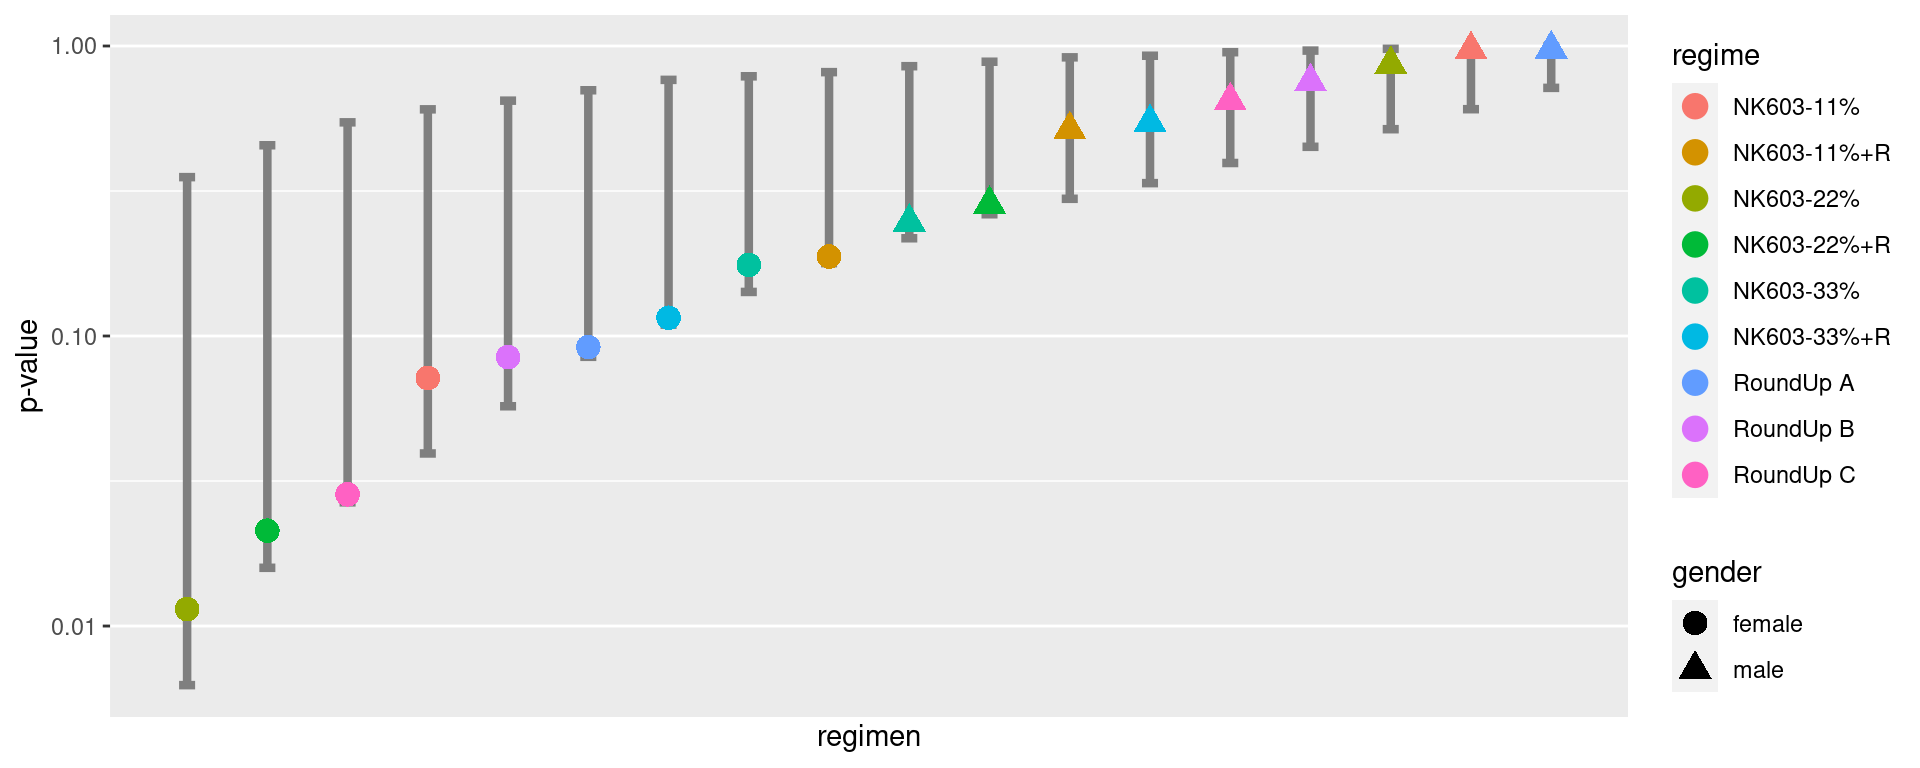 1.00
0.10
0.01
p-value
regimen
regime
NK603-11%
NK603-11%+R
NK603-22%
NK603-22%+R
NK603-33%
NK603-33%+R
RoundUp A
RoundUp B
RoundUp C
gender
female
male